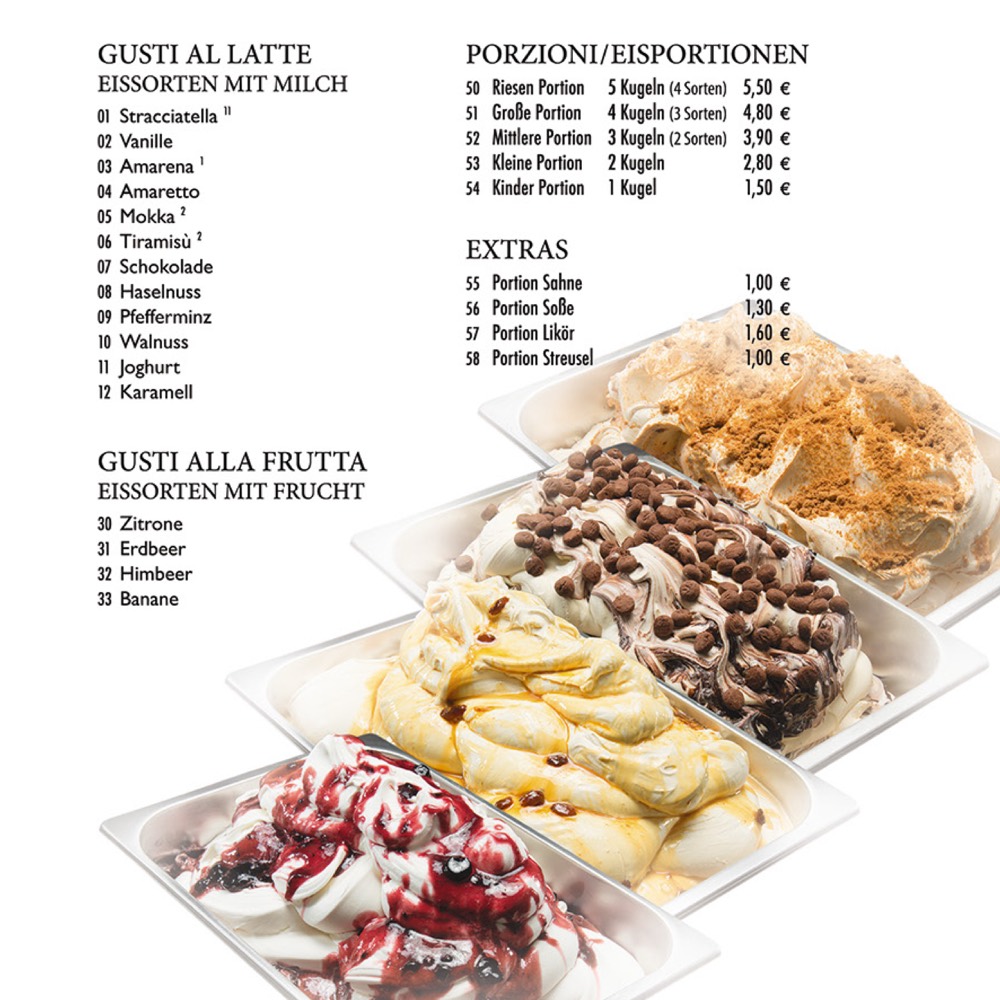 GUSTI AL LATTE
EISSORTEN MIT MILCH
01 Stracciatella ¹¹
02 Vanille
03 Amarena ¹
04 Amaretto
05 Mokka ²
06 Tiramisù ²
07 Schokolade
08 Haselnuss
09 Pfefferminz
10 Walnuss
11 Joghurt
12 Karamell
GUSTI ALLA FRUTTA
EISSORTEN MIT FRUCHT
30 Zitrone
31 Erdbeer
32 Himbeer
33 Banane
PORZIONI/EISPORTIONEN
50 Riesen Portion 5 Kugeln (4 Sorten) 5,50 €
51 Große Portion 4 Kugeln (3 Sorten) 4,80 €
52 Mittlere Portion 3 Kugeln (2 Sorten) 3,90 €
53 Kleine Portion 2 Kugeln 2,80 €
54 Kinder Portion 1 Kugel 1,50 €
EXTRAS
55 Portion Sahne 1,00 €
56 Portion Soße 1,30 €
57 Portion Likör 1,60 €
58 Portion Streusel 1,00 €